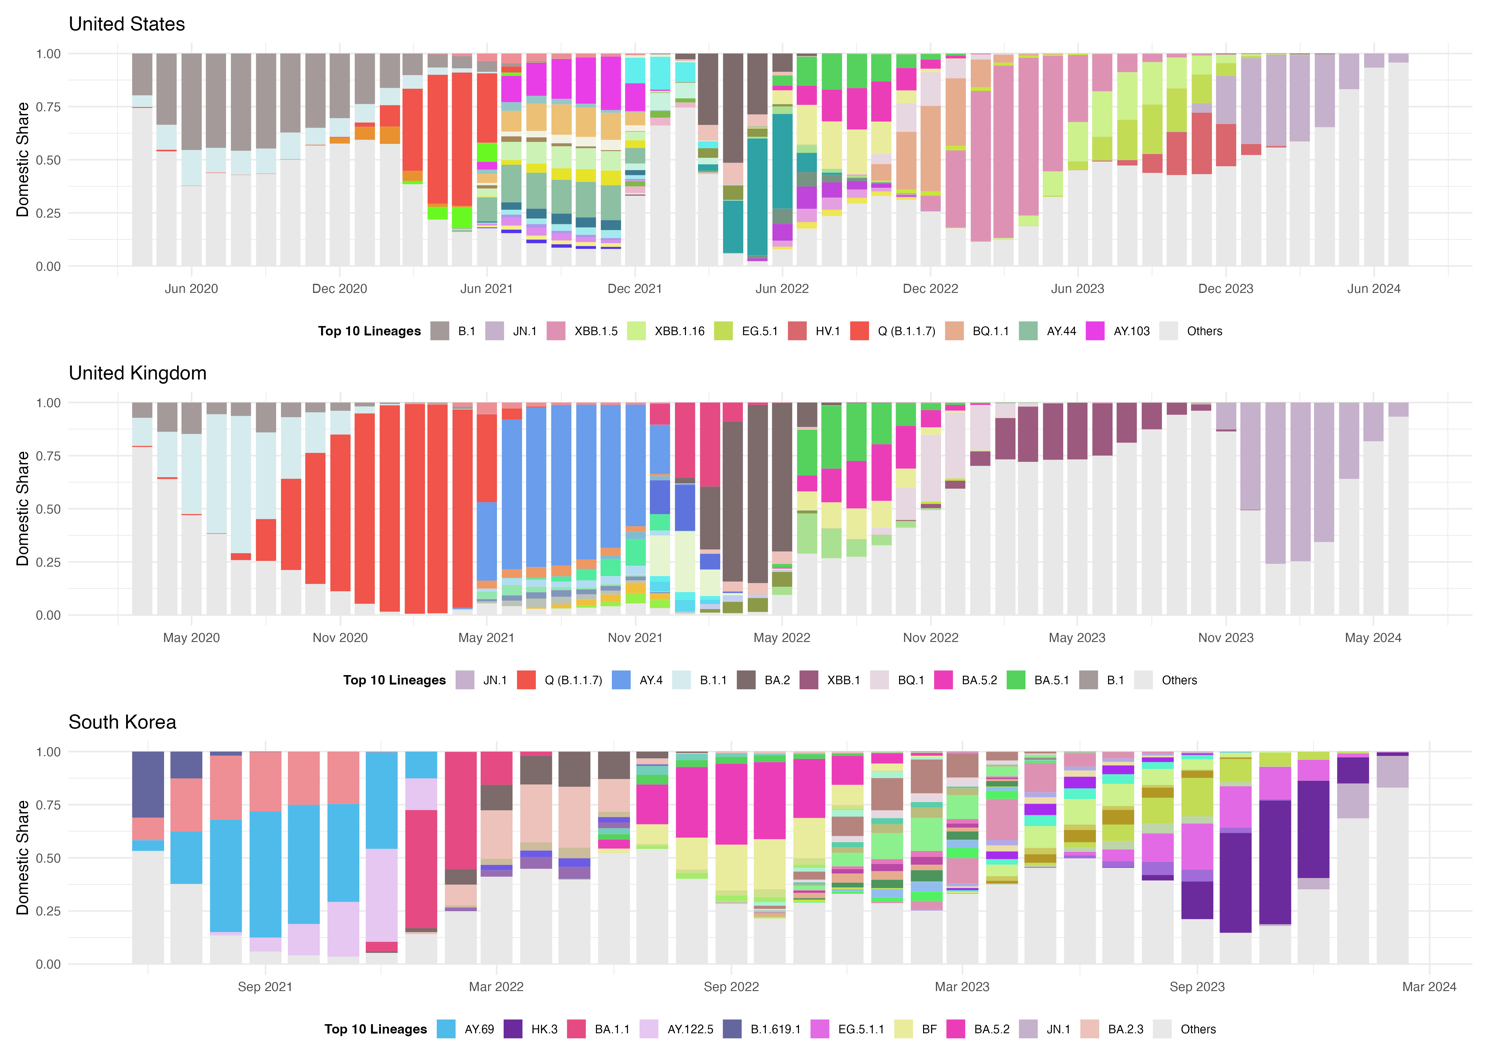 United States
1.00
0.75
0.50
0.25
0.00
Domestic Share
Jun 2020 Dec 2020 Jun 2021 Dec 2021 Jun 2022 Dec 2022 Jun 2023 Dec 2023 Jun 2024
Top 10 Lineages B.1 JN.1 XBB.1.5 XBB.1.16 EG.5.1 HV.1 Q (B.1.1.7) BQ.1.1 AY.44 AY.103 Others
United Kingdom
1.00
0.75
0.50
0.25
0.00
Domestic Share
May 2020 Nov 2020 May 2021 Nov 2021 May 2022 Nov 2022 May 2023 Nov 2023 May 2024
Top 10 Lineages JN.1 Q (B.1.1.7) AY.4 B.1.1 BA.2 XBB.1 BQ.1 BA.5.2 BA.5.1 B.1 Others
South Korea
1.00
0.75
0.50
0.25
0.00
Domestic Share
Sep 2021 Mar 2022 Sep 2022 Mar 2023 Sep 2023 Mar 2024
Top 10 Lineages AY.69 HK.3 BA.1.1 AY.122.5 B.1.619.1 EG.5.1.1 BF BA.5.2 JN.1 BA.2.3 Others